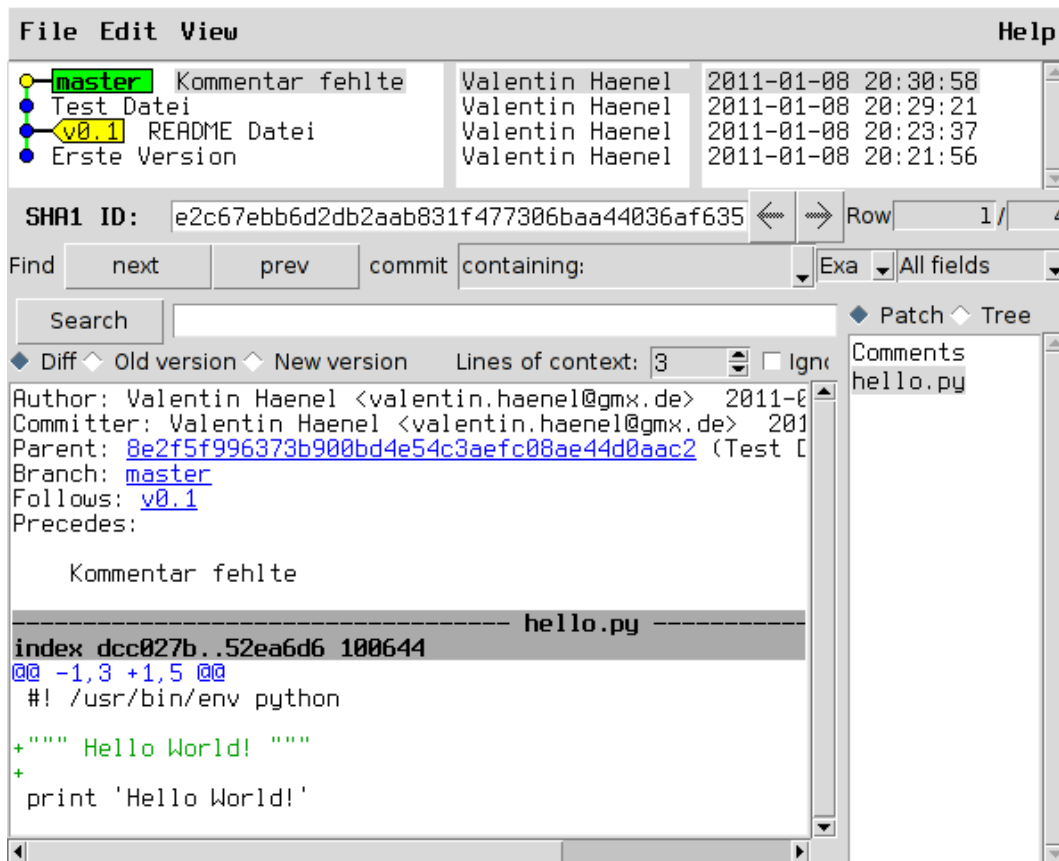 File Edit View Help
master Kommentar fehlte Valentin Haenel 2011-01-08 20:30:58
Test Datei Valentin Haenel 2011-01-08 20:29:21
v0.1 README Datei Valentin Haenel 2011-01-08 20:23:37
Erste Version Valentin Haenel 2011-01-08 20:21:56
SHA1 ID: e2c67ebb6d2db2aab831f477306baa44036af635 Row 1 / 4
Find next prev commit containing: Exa All fields
Search
Patch Tree
Diff Old version New version Lines of context: 3 Igno
Comments
hello.py
Author: Valentin Haenel <valentin.haenel@gmx.de> 2011-0
Committer: Valentin Haenel <valentin.haenel@gmx.de> 201
Parent: 8e2f5f996373b900bd4e54c3aefc08ae44d0aac2 (Test D
Branch: master
Follows: v0.1
Precedes:
Kommentar fehlte
----------------------------------- hello.py -----------
index dcc027b..52ea6d6 100644
@@ -1,3 +1,5 @@
#! /usr/bin/env python
+""" Hello World! """
+
print 'Hello World!'